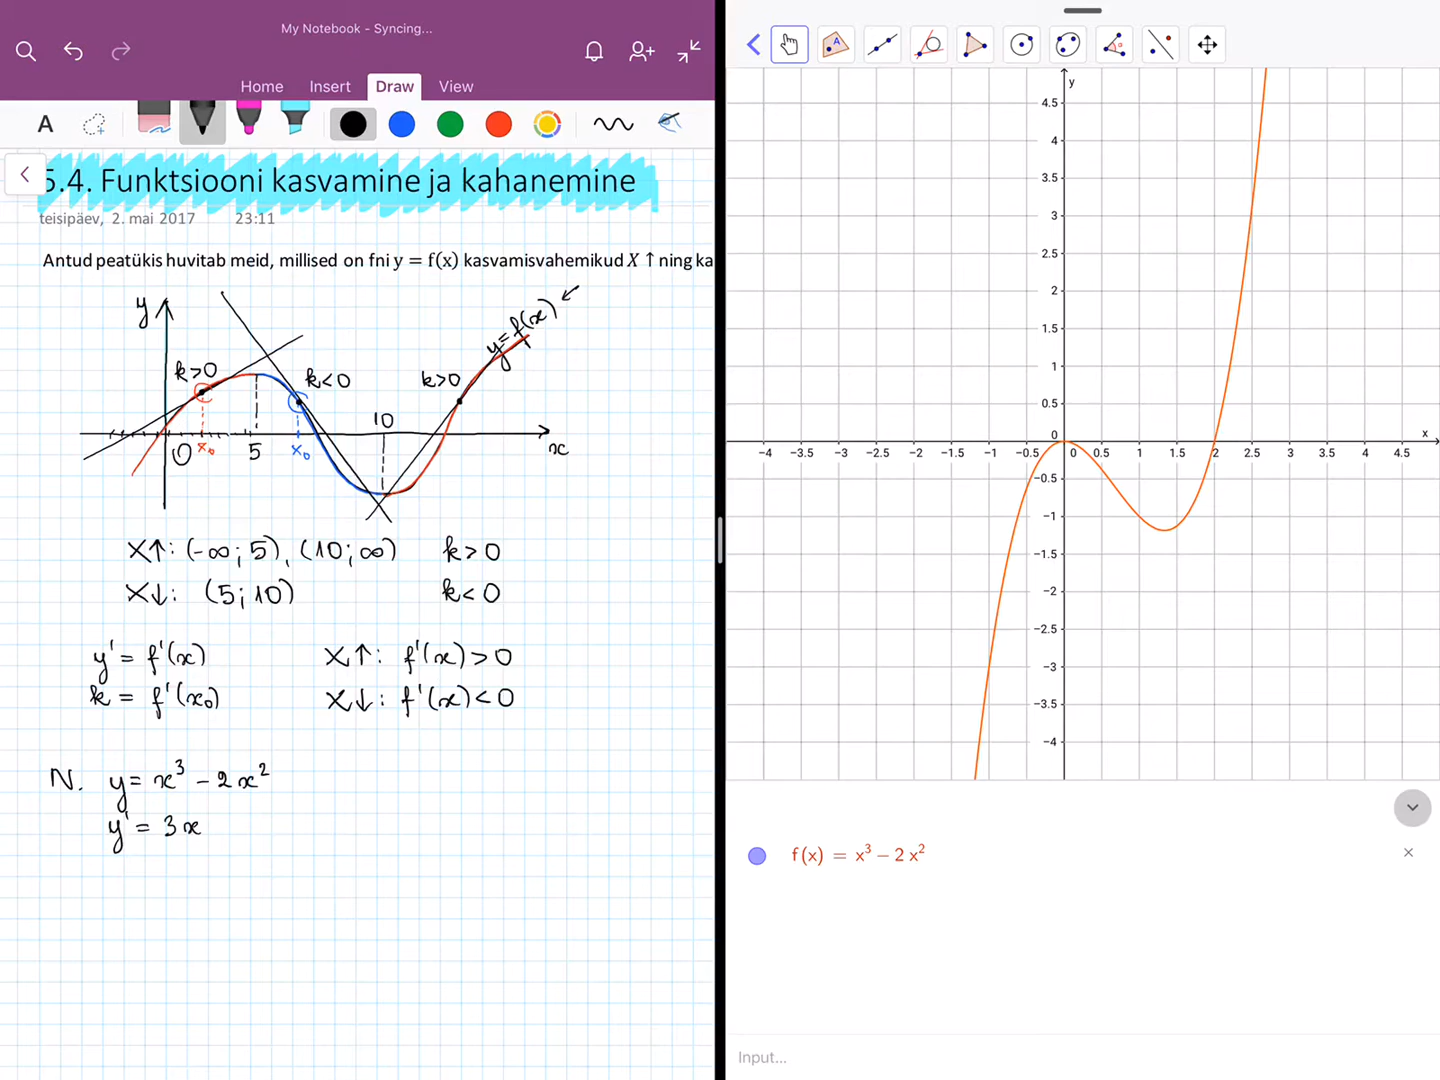 My Notebook - Syncing...
Home Insert Draw View
A
5.4. Funktsiooni kasvamine ja kahanemine
teisipäev, 2. mai 2017 23:11
Antud peatükis huvitab meid, millised on fni y = f(x) kasvamisvahemikud X ↑ ning ka
y
y=f(x)
k>0
k<0
k>0
10
0 x₀ 5 x₀ x
X↑: (-∞; 5), (10; ∞) k > 0
X↓: (5; 10) k < 0
y' = f'(x) X↑: f'(x) > 0
k = f'(x₀) X↓: f'(x) < 0
N. y = x³ - 2x²
y' = 3x
A
y
4.5
4
3.5
3
2.5
2
1.5
1
0.5
0
x
-4 -3.5 -3 -2.5 -2 -1.5 -1 -0.5 0 0.5 1 1.5 2 2.5 3 3.5 4 4.5
-0.5
-1
-1.5
-2
-2.5
-3
-3.5
-4
f(x) = x³ - 2 x²
Input...